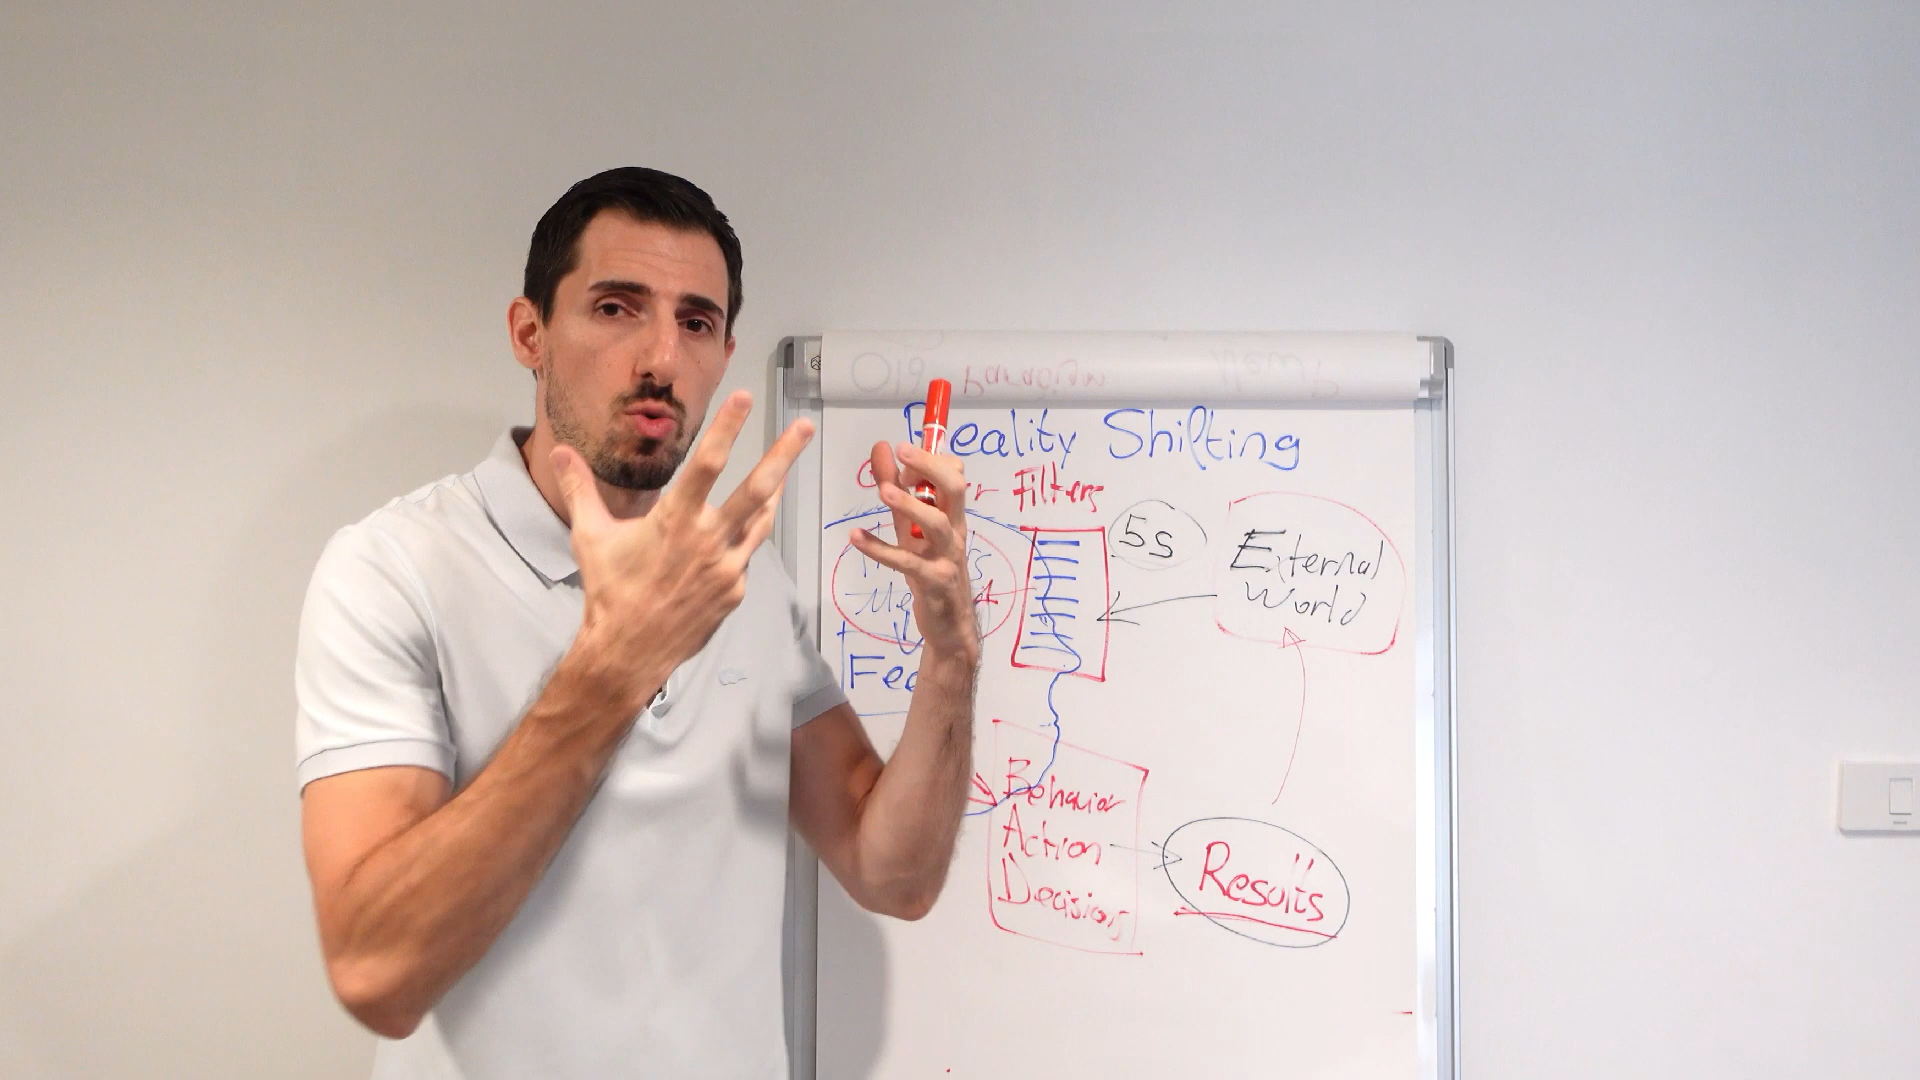 Reality Shifting
Filters
5S
External
World
Behavior
Action
Decisions
Results